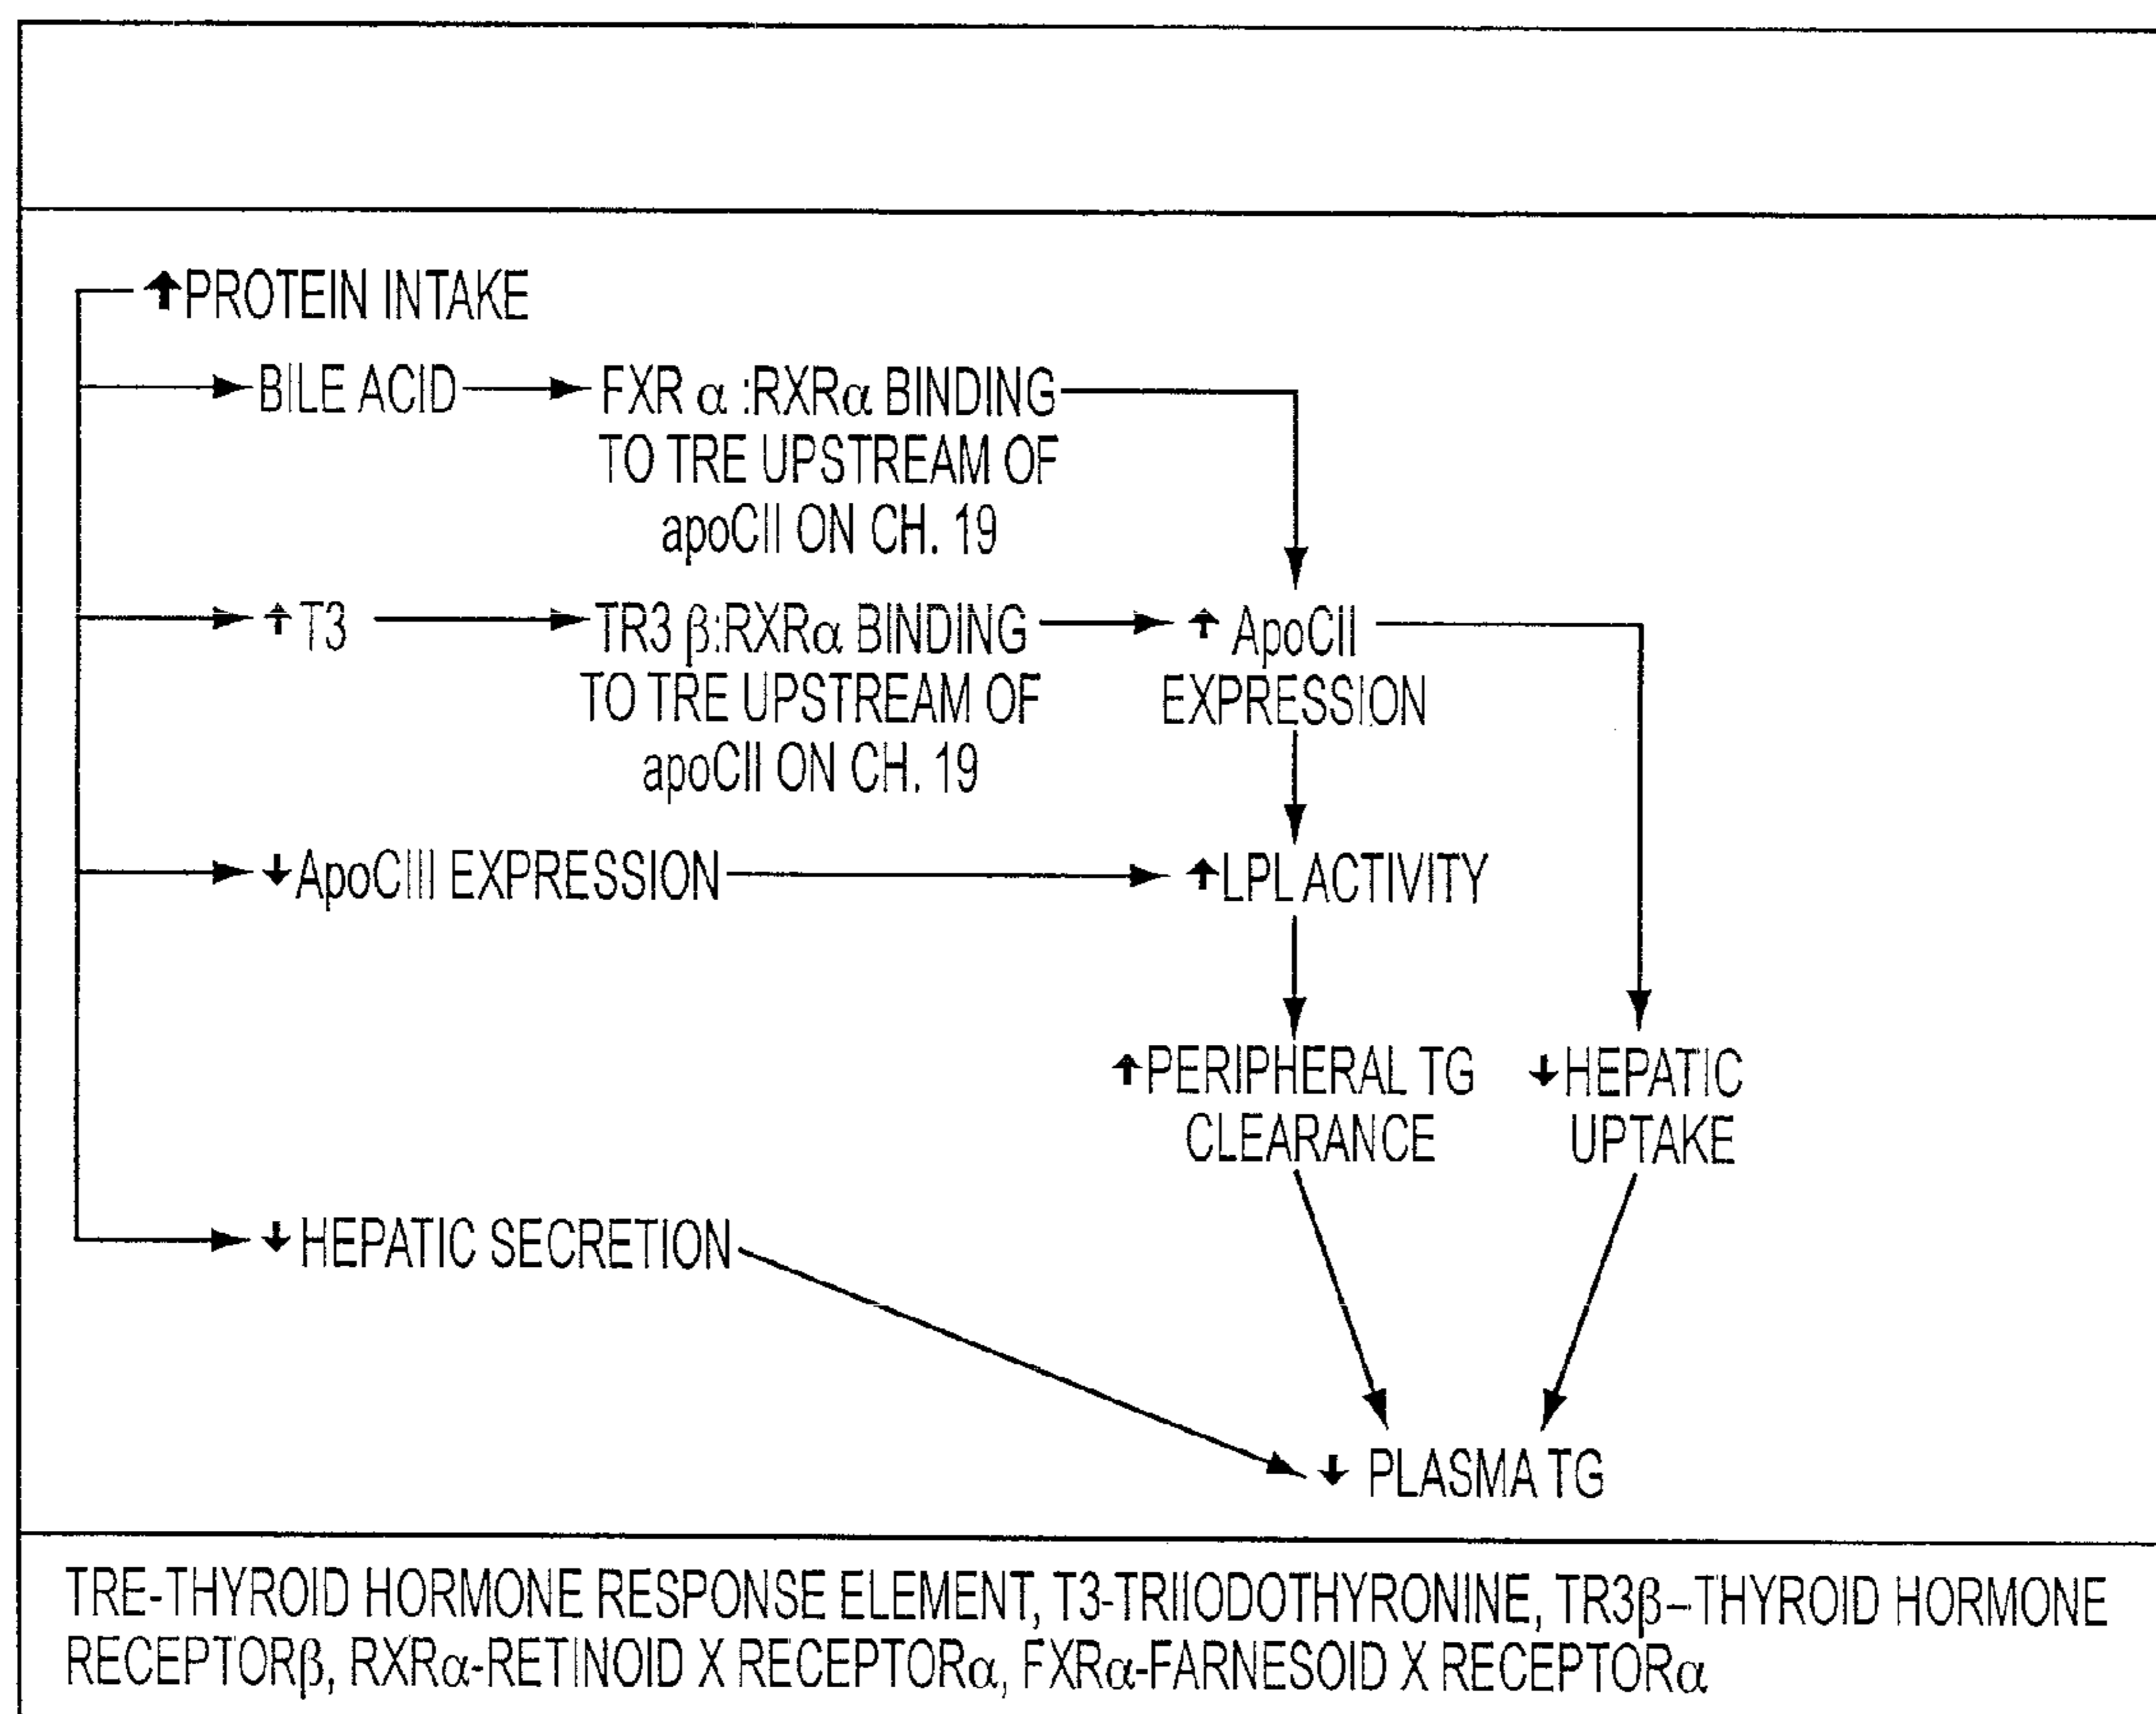 ↑PROTEIN INTAKE
BILE ACID
FXR α :RXRα BINDING
TO TRE UPSTREAM OF
apoCII ON CH. 19
↑T3
TR3 β:RXRα BINDING
TO TRE UPSTREAM OF
apoCII ON CH. 19
↑ ApoCII
EXPRESSION
↓ApoCIII EXPRESSION
↑LPL ACTIVITY
↑PERIPHERAL TG
CLEARANCE
↓HEPATIC
UPTAKE
↓ HEPATIC SECRETION
↓ PLASMA TG
TRE-THYROID HORMONE RESPONSE ELEMENT, T3-TRIIODOTHYRONINE, TR3β–THYROID HORMONE
RECEPTORβ, RXRα-RETINOID X RECEPTORα, FXRα-FARNESOID X RECEPTORα